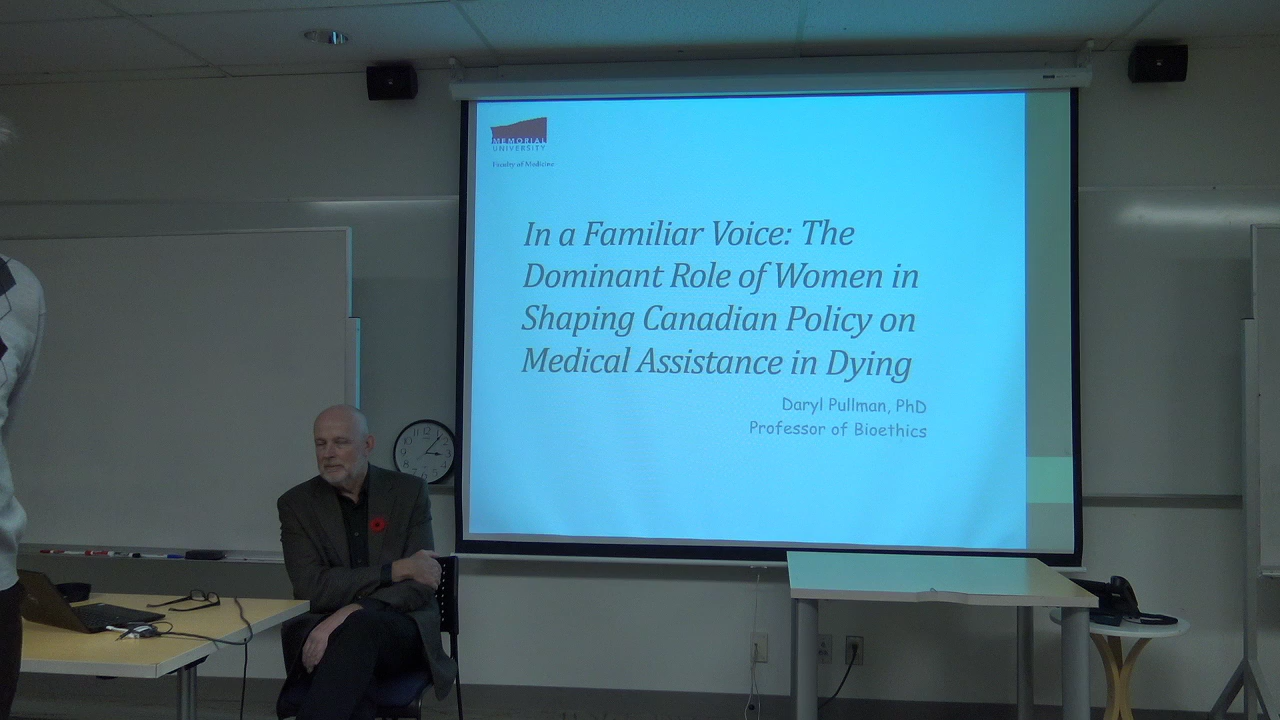 MEMORIAL
UNIVERSITY
Faculty of Medicine
In a Familiar Voice: The
Dominant Role of Women in
Shaping Canadian Policy on
Medical Assistance in Dying
Daryl Pullman, PhD
Professor of Bioethics